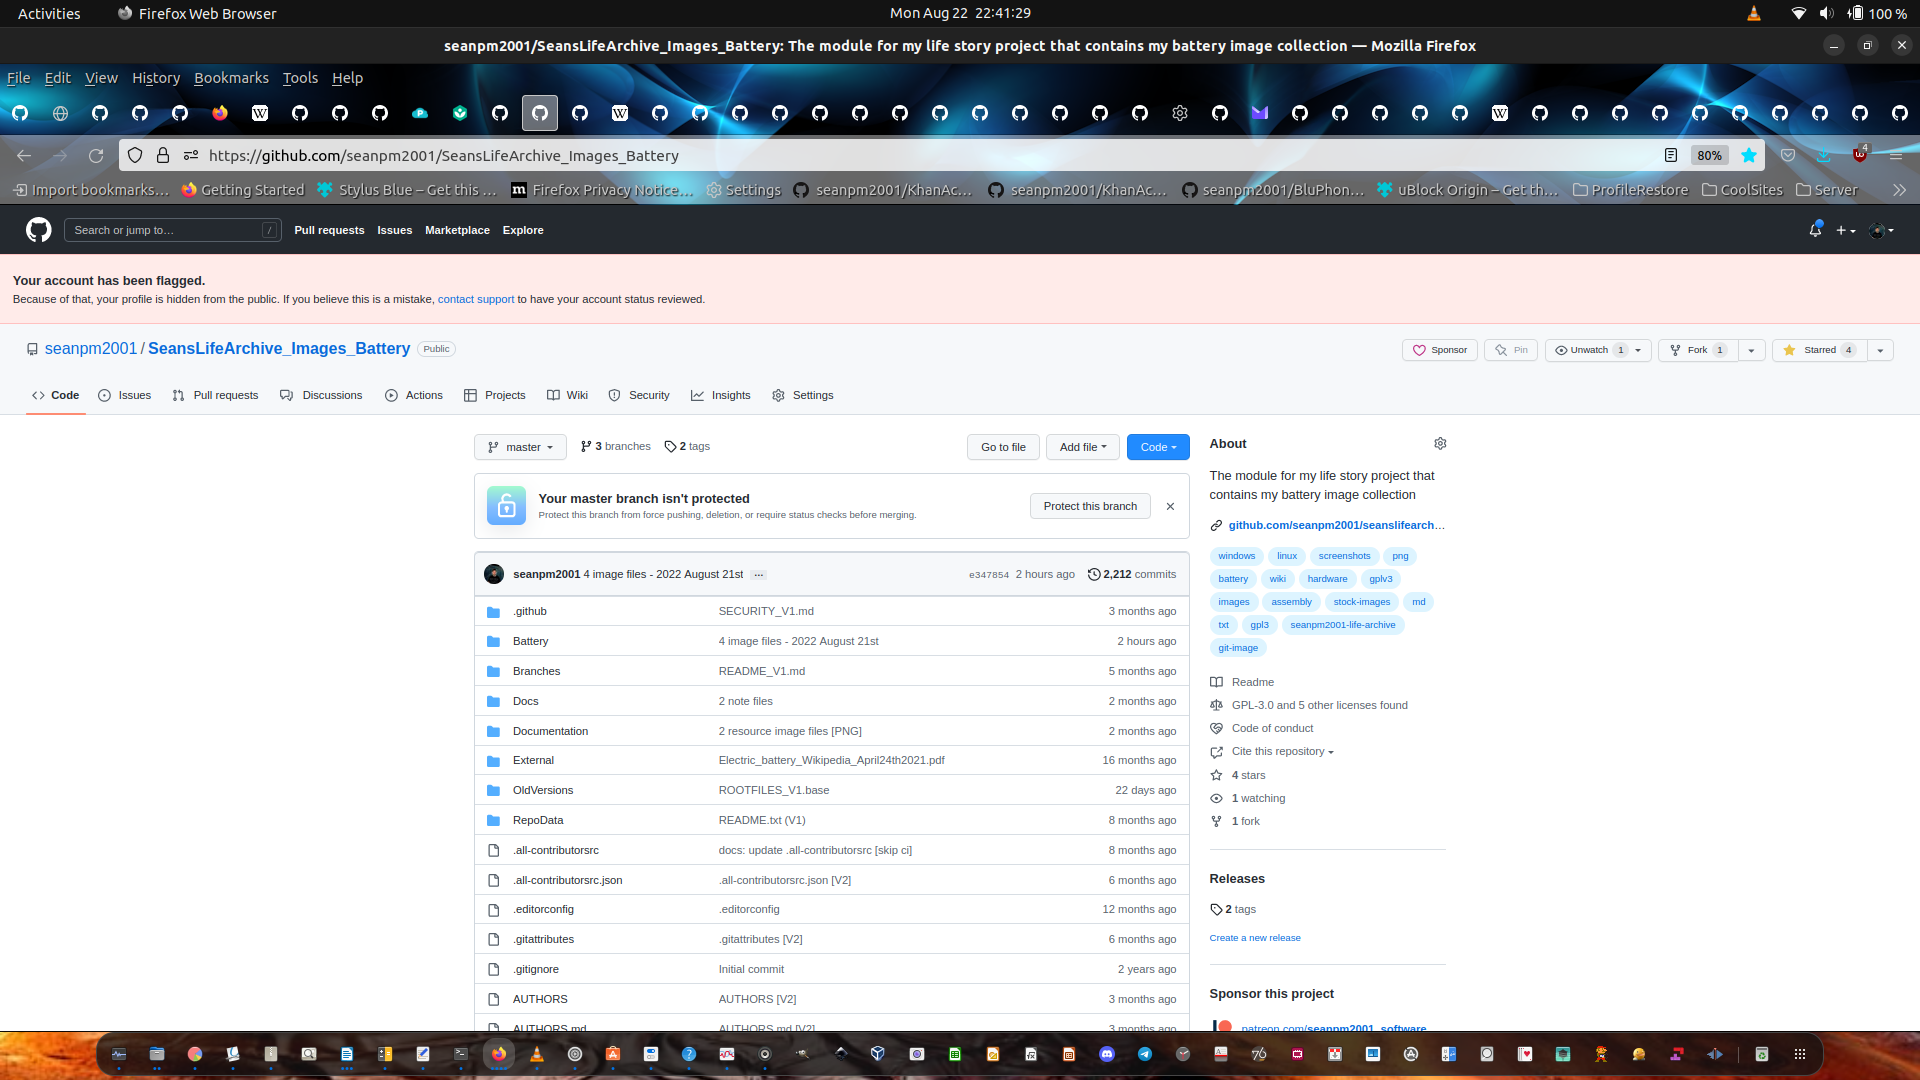 Activities
Firefox Web Browser
Mon Aug 22 22:41:29
100 %
seanpm2001/SeansLifeArchive_Images_Battery: The module for my life story project that contains my battery image collection — Mozilla Firefox
File Edit View History Bookmarks Tools Help
https://github.com/seanpm2001/SeansLifeArchive_Images_Battery
80%
4
Import bookmarks…
Getting Started
Stylus Blue – Get this …
Firefox Privacy Notice…
Settings
seanpm2001/KhanAc…
seanpm2001/KhanAc…
seanpm2001/BluPhon…
uBlock Origin – Get th…
ProfileRestore
CoolSites
Server
Search or jump to…
/
Pull requests
Issues
Marketplace
Explore
Your account has been flagged.
Because of that, your profile is hidden from the public. If you believe this is a mistake, contact support to have your account status reviewed.
seanpm2001 / SeansLifeArchive_Images_Battery
Public
Sponsor
Pin
Unwatch 1
Fork 1
Starred 4
Code
Issues
Pull requests
Discussions
Actions
Projects
Wiki
Security
Insights
Settings
master
3 branches
2 tags
Go to file
Add file
Code
Your master branch isn't protected
Protect this branch from force pushing, deletion, or require status checks before merging.
Protect this branch
seanpm2001 4 image files - 2022 August 21st …
e347854 2 hours ago
2,212 commits
.github SECURITY_V1.md 3 months ago
Battery 4 image files - 2022 August 21st 2 hours ago
Branches README_V1.md 5 months ago
Docs 2 note files 2 months ago
Documentation 2 resource image files [PNG] 2 months ago
External Electric_battery_Wikipedia_April24th2021.pdf 16 months ago
OldVersions ROOTFILES_V1.base 22 days ago
RepoData README.txt (V1) 8 months ago
.all-contributorsrc docs: update .all-contributorsrc [skip ci] 8 months ago
.all-contributorsrc.json .all-contributorsrc.json [V2] 6 months ago
.editorconfig .editorconfig 12 months ago
.gitattributes .gitattributes [V2] 6 months ago
.gitignore Initial commit 2 years ago
AUTHORS AUTHORS [V2] 3 months ago
AUTHORS.md AUTHORS.md [V2] 3 months ago
About
The module for my life story project that
contains my battery image collection
github.com/seanpm2001/seanslifearch…
windows linux screenshots png
battery wiki hardware gplv3
images assembly stock-images md
txt gpl3 seanpm2001-life-archive
git-image
Readme
GPL-3.0 and 5 other licenses found
Code of conduct
Cite this repository
4 stars
1 watching
1 fork
Releases
2 tags
Create a new release
Sponsor this project
patreon.com/seanpm2001_software